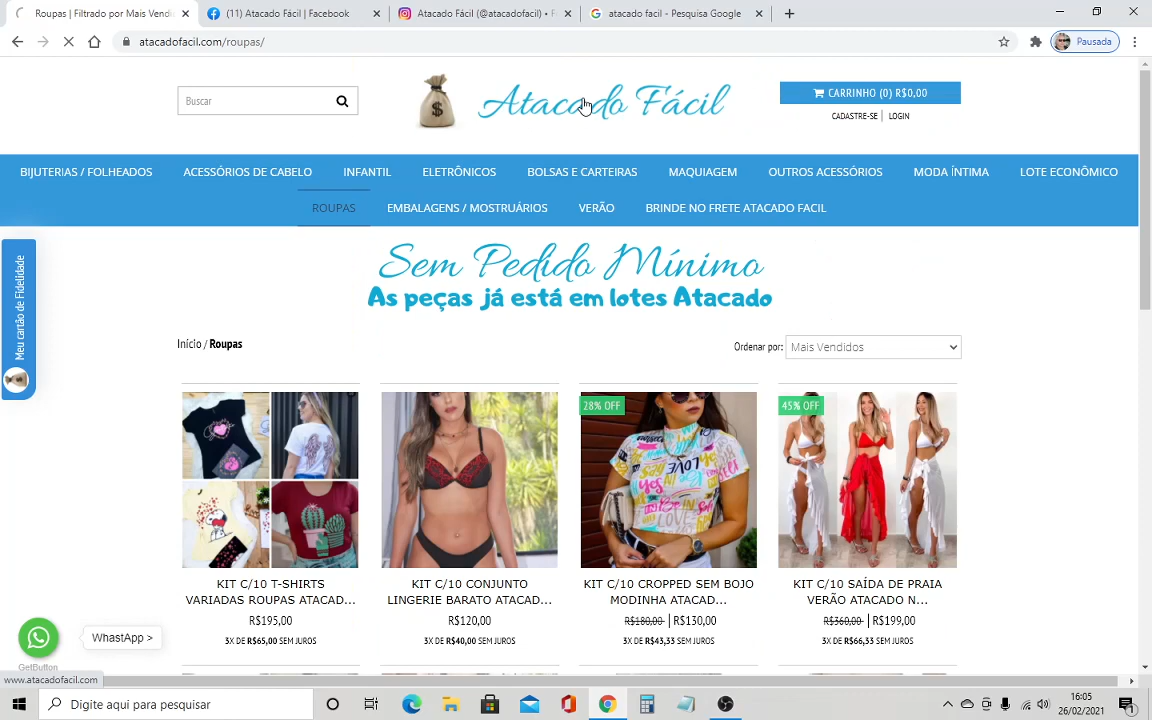 Roupas | Filtrado por Mais Vende
(11) Atacado Fácil | Facebook
Atacado Fácil (@atacadofacil) • F
atacado facil - Pesquisa Google
atacadofacil.com/roupas/
Pausada
Buscar
$
Atacado Fácil
CARRINHO (0) R$0,00
CADASTRE-SE | LOGIN
BIJUTERIAS / FOLHEADOS
ACESSÓRIOS DE CABELO
INFANTIL
ELETRÔNICOS
BOLSAS E CARTEIRAS
MAQUIAGEM
OUTROS ACESSÓRIOS
MODA ÍNTIMA
LOTE ECONÔMICO
ROUPAS
EMBALAGENS / MOSTRUÁRIOS
VERÃO
BRINDE NO FRETE ATACADO FACIL
Meu cartão de Fidelidade
Sem Pedido Mínimo
As peças já está em lotes Atacado
Início / Roupas
Ordenar por:
Mais Vendidos
28% OFF
45% OFF
KIT C/10 T-SHIRTS
VARIADAS ROUPAS ATACAD...
R$195,00
3X DE R$65,00 SEM JUROS
KIT C/10 CONJUNTO
LINGERIE BARATO ATACAD...
R$120,00
3X DE R$40,00 SEM JUROS
KIT C/10 CROPPED SEM BOJO
MODINHA ATACAD...
R$180,00 | R$130,00
3X DE R$43,33 SEM JUROS
KIT C/10 SAÍDA DE PRAIA
VERÃO ATACADO N...
R$360,00 | R$199,00
3X DE R$66,33 SEM JUROS
WhastApp >
GetButton
www.atacadofacil.com
Digite aqui para pesquisar
16:05
26/02/2021
1